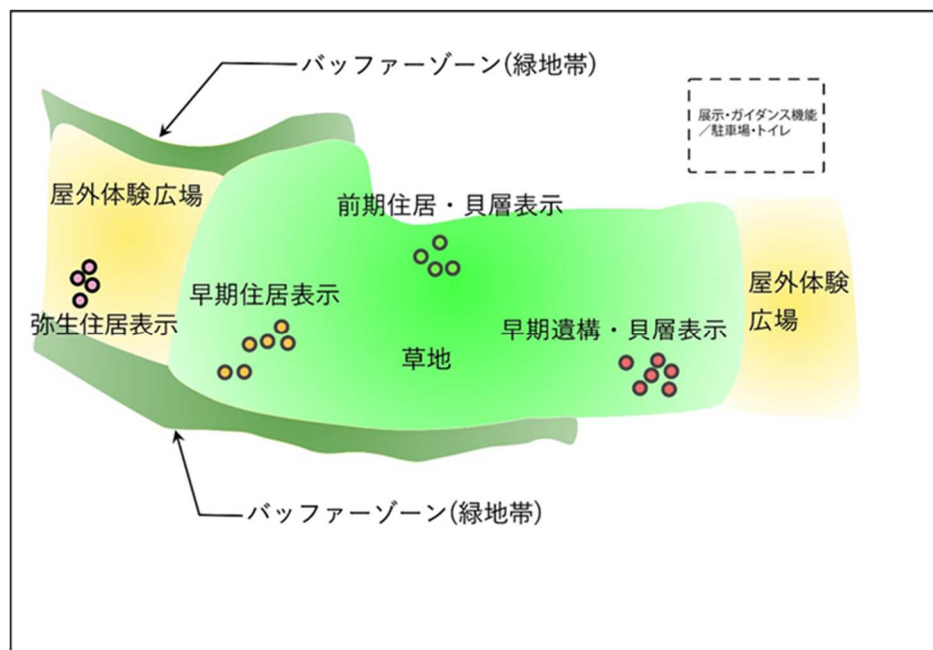 バッファーゾーン(緑地帯)
展示・ガイダンス機能
／駐車場・トイレ
屋外体験広場
前期住居・貝層表示
早期住居表示
屋外体験
広場
弥生住居表示
早期遺構・貝層表示
草地
バッファーゾーン(緑地帯)